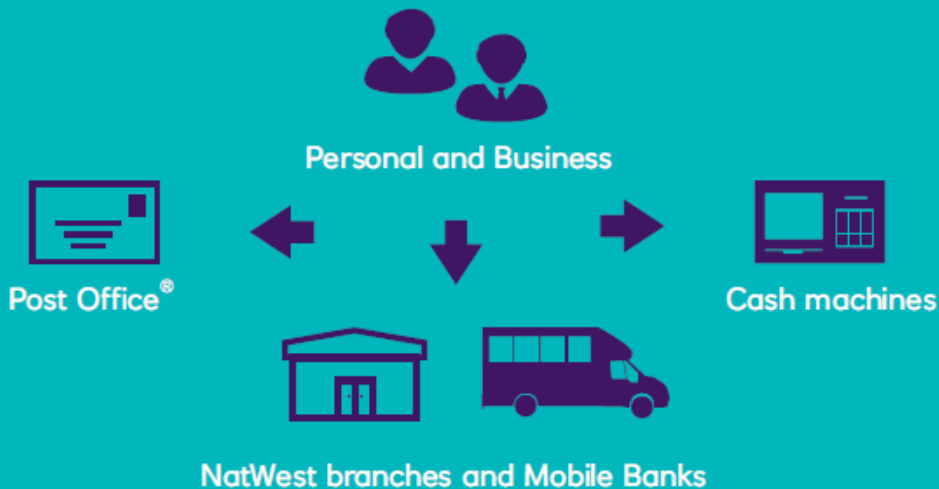 Personal and Business
Post Office®
Cash machines
NatWest branches and Mobile Banks